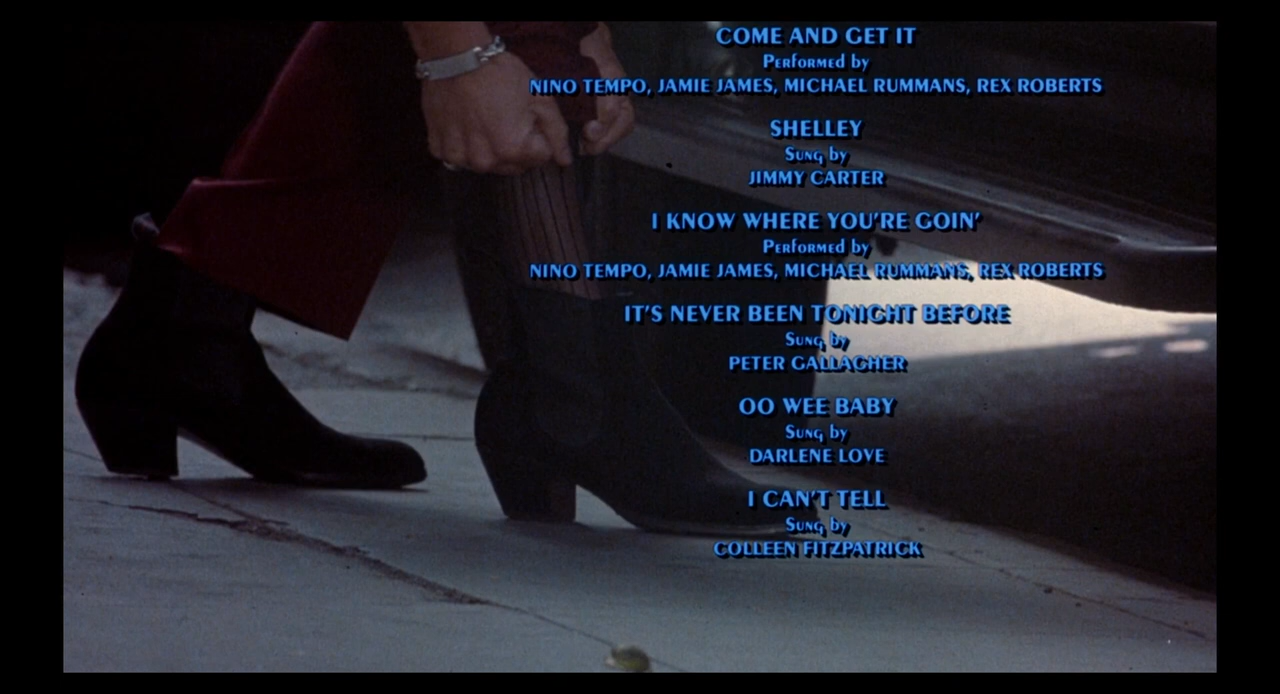 COME AND GET IT
Performed by
NINO TEMPO, JAMIE JAMES, MICHAEL RUMMANS, REX ROBERTS
SHELLEY
Sung by
JIMMY CARTER
I KNOW WHERE YOU'RE GOIN'
Performed by
NINO TEMPO, JAMIE JAMES, MICHAEL RUMMANS, REX ROBERTS
IT'S NEVER BEEN TONIGHT BEFORE
Sung by
PETER GALLAGHER
OO WEE BABY
Sung by
DARLENE LOVE
I CAN'T TELL
Sung by
COLLEEN FITZPATRICK